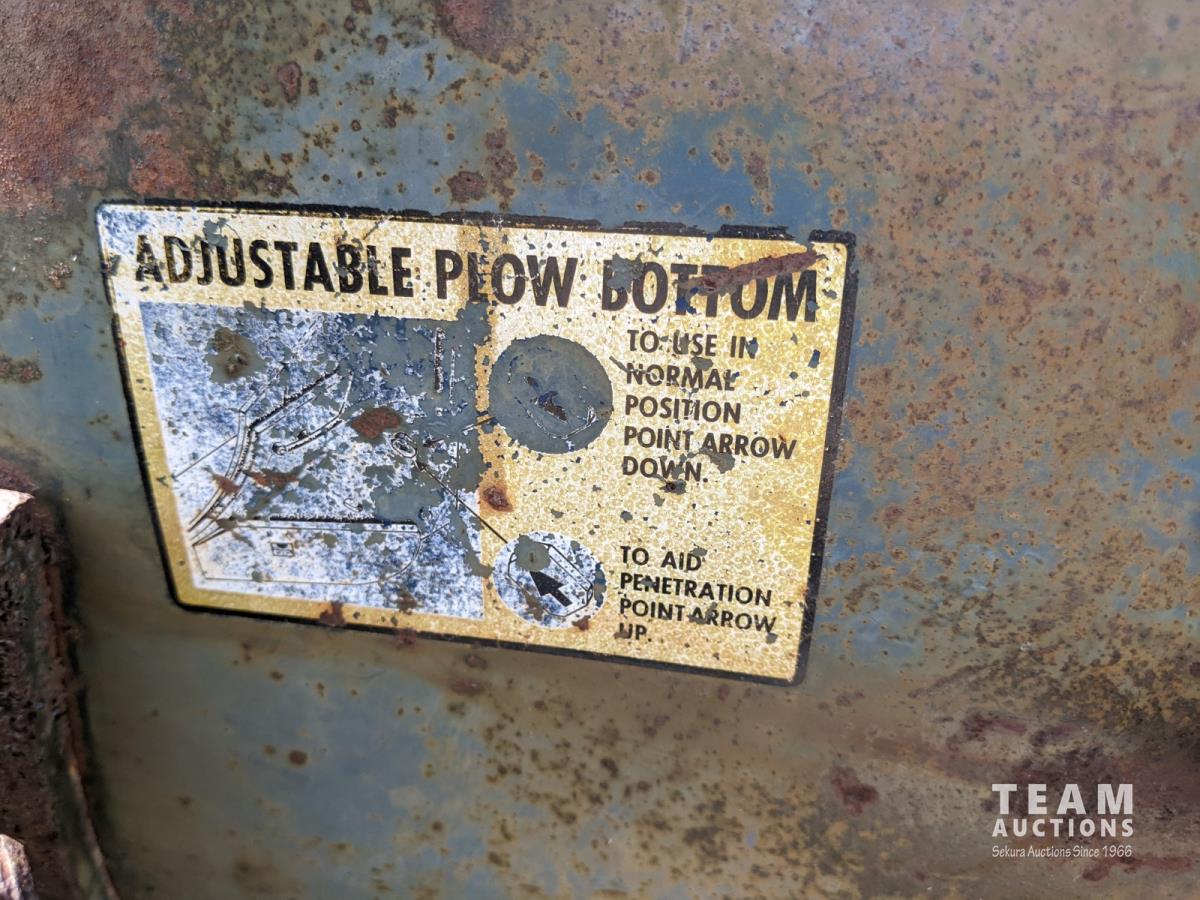 ADJUSTABLE PLOW BOTTOM
TO USE IN
NORMAL
POSITION
POINT ARROW
DOWN.
TO AID
PENETRATION
POINT ARROW
UP.
TEAM
AUCTIONS
Sekura Auctions Since 1966